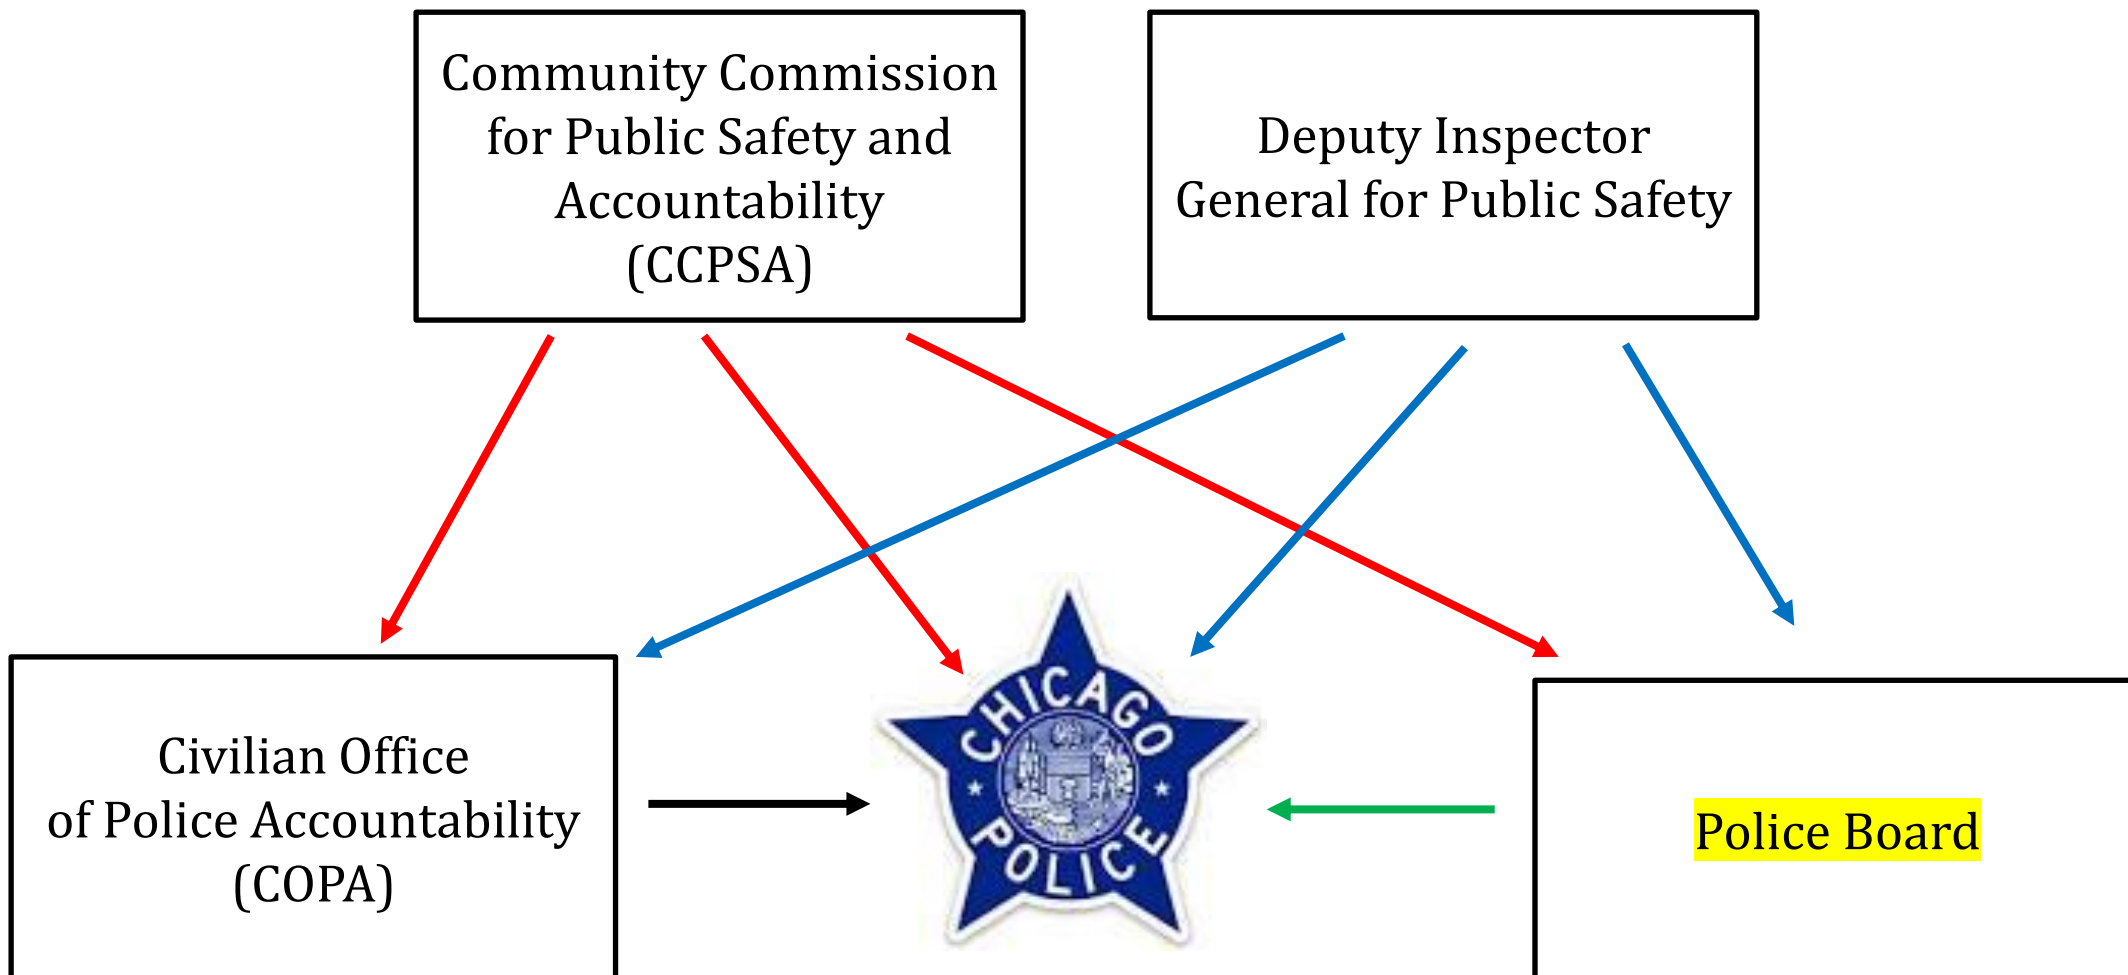 Community Commission
for Public Safety and
Accountability
(CCPSA)
Deputy Inspector
General for Public Safety
CHICAGO
POLICE
Civilian Office
of Police Accountability
(COPA)
Police Board